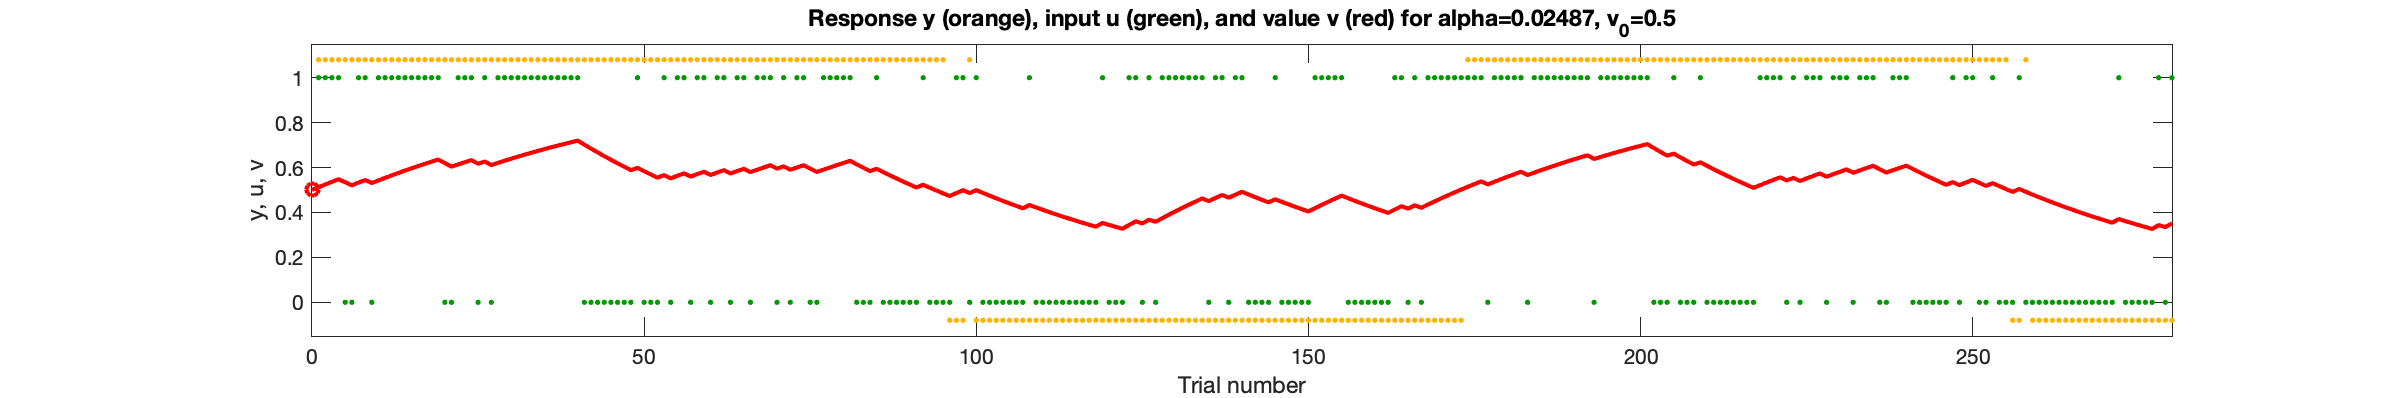 Response y (orange), input u (green), and value v (red) for alpha=0.02487, v0=0.5
y, u, v
1
0.8
0.6
0.4
0.2
0
0 50 100 150 200 250
Trial number